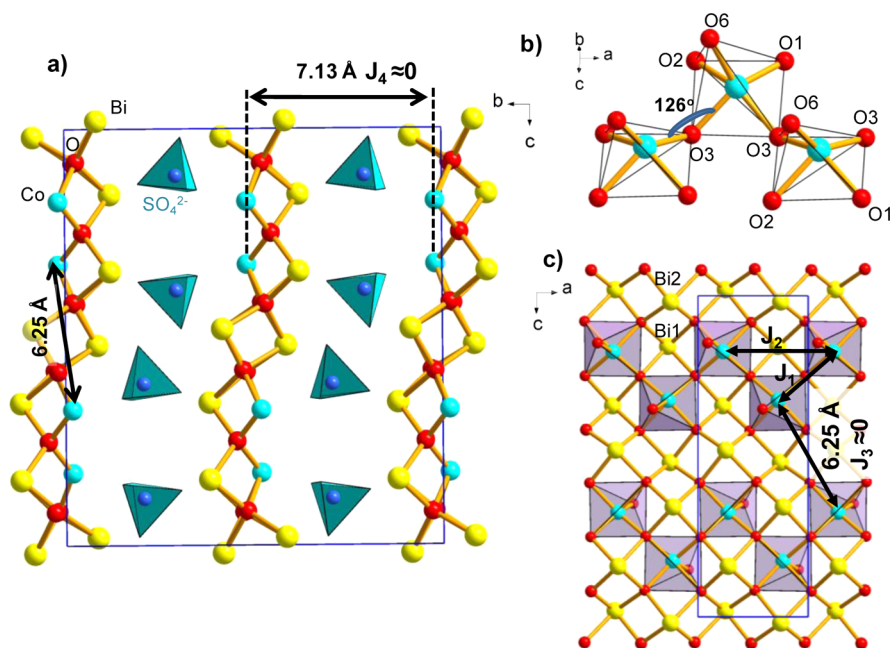 a)
7.13 Å J₄ ≈0
b
c
Bi
O
Co
SO₄²⁻
6.25 Å
b)
b
a
c
O6
O2
O1
126°
O6
O3
O3
O3
O2
O1
c)
a
c
Bi2
Bi1
J₂
J₁
6.25 Å
J₃ ≈0